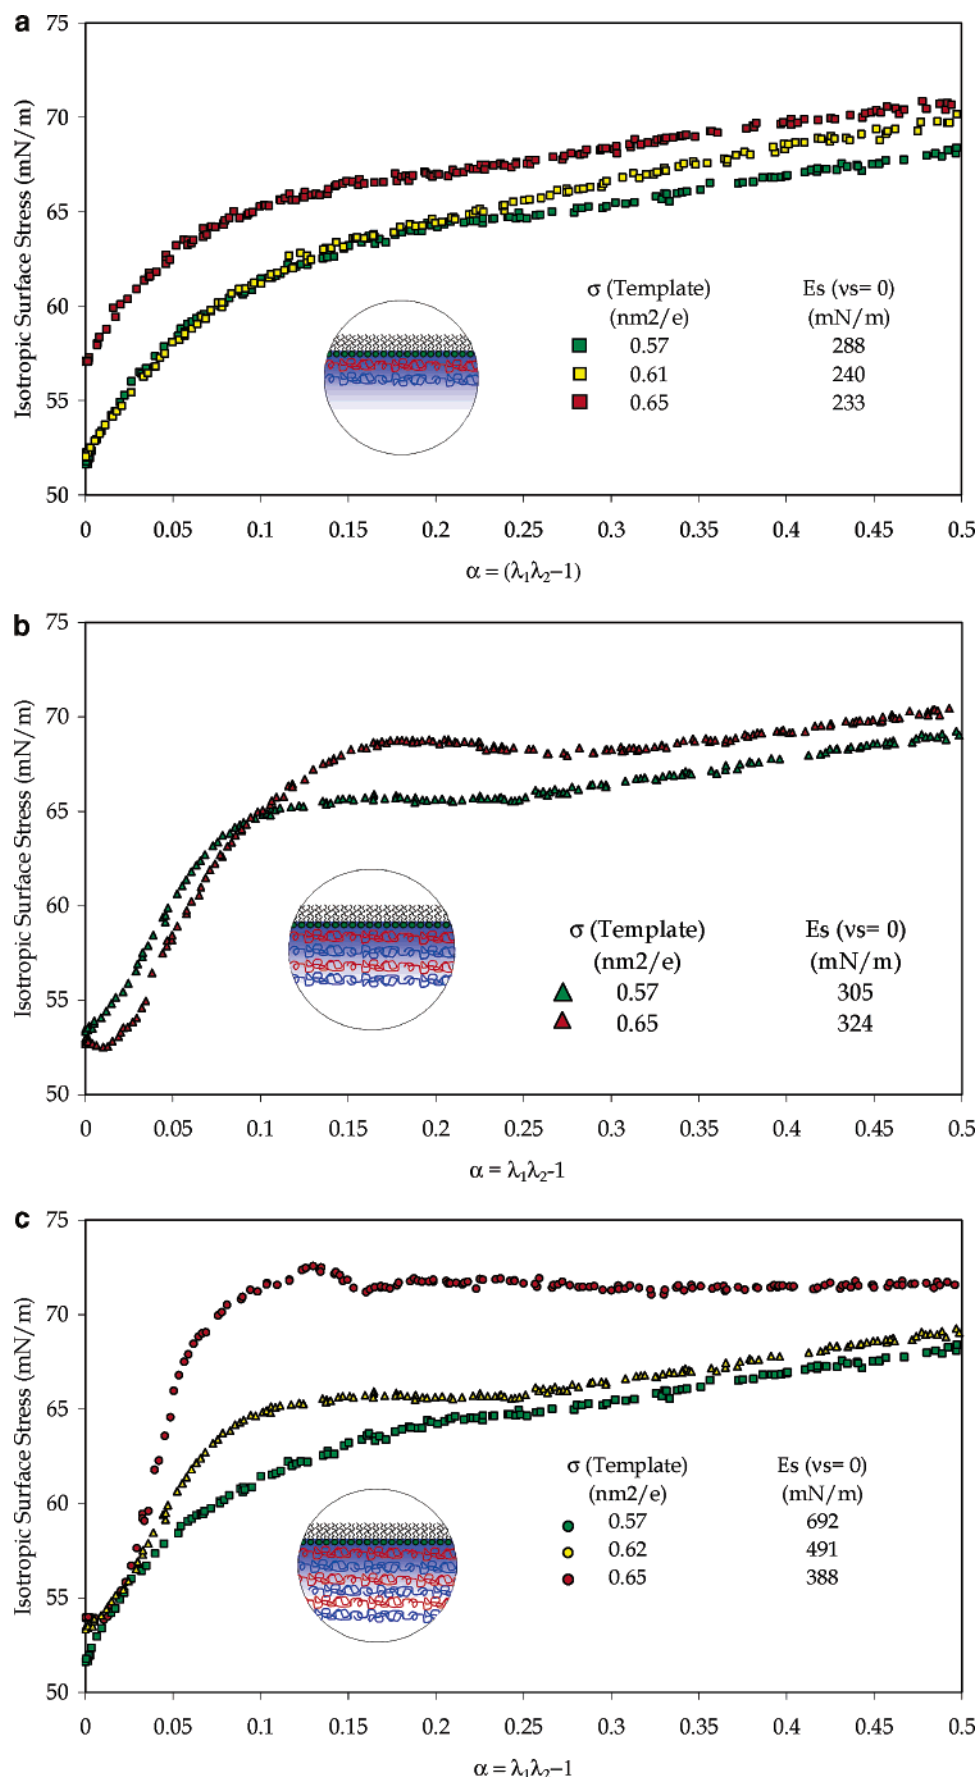 a
75
70
65
60
55
50
Isotropic Surface Stress (mN/m)
σ (Template) Es (νs= 0)
(nm2/e) (mN/m)
0.57 288
0.61 240
0.65 233
0 0.05 0.1 0.15 0.2 0.25 0.3 0.35 0.4 0.45 0.5
α = (λ₁λ₂−1)
b
75
70
65
60
55
50
Isotropic Surface Stress (mN/m)
σ (Template) Es (νs= 0)
(nm2/e) (mN/m)
0.57 305
0.65 324
0 0.05 0.1 0.15 0.2 0.25 0.3 0.35 0.4 0.45 0.5
α = λ₁λ₂-1
c
75
70
65
60
55
50
Isotropic Surface Stress (mN/m)
σ (Template) Es (νs= 0)
(nm2/e) (mN/m)
0.57 692
0.62 491
0.65 388
0 0.05 0.1 0.15 0.2 0.25 0.3 0.35 0.4 0.45 0.5
α = λ₁λ₂-1